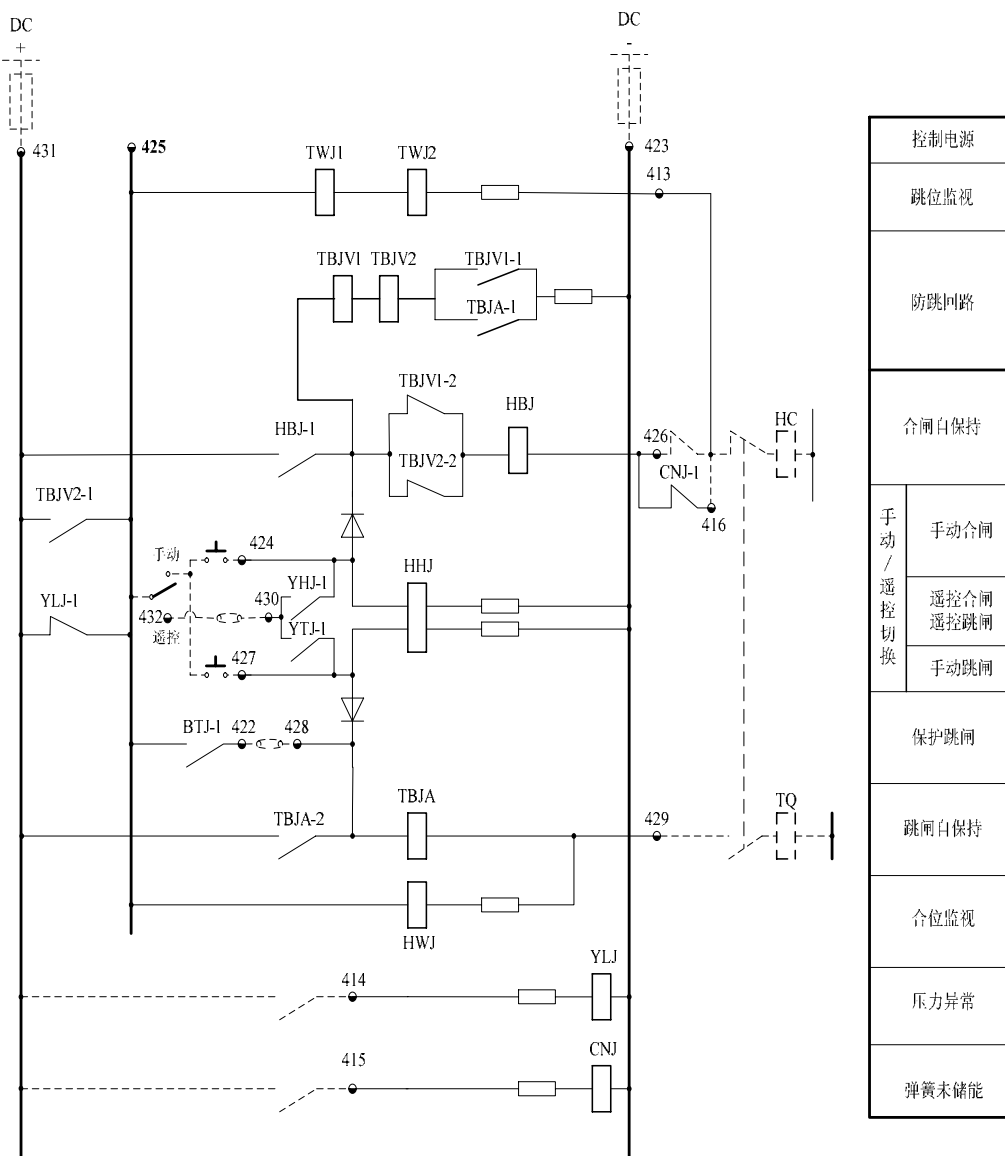 DC
+
DC
-
431
425
423
413
TWJ1
TWJ2
TBJV1
TBJV2
TBJV1-1
TBJA-1
TBJV1-2
HBJ
HBJ-1
TBJV2-2
426
HC
CNJ-1
416
TBJV2-1
手动
424
HHJ
YHJ-1
YLJ-1
432
430
遥控
YTJ-1
427
BTJ-1
422
428
TBJA-2
TBJA
429
TQ
HWJ
414
YLJ
415
CNJ
控制电源
跳位监视
防跳回路
合闸自保持
手动/遥控切换
手动合闸
遥控合闸
遥控跳闸
手动跳闸
保护跳闸
跳闸自保持
合位监视
压力异常
弹簧未储能